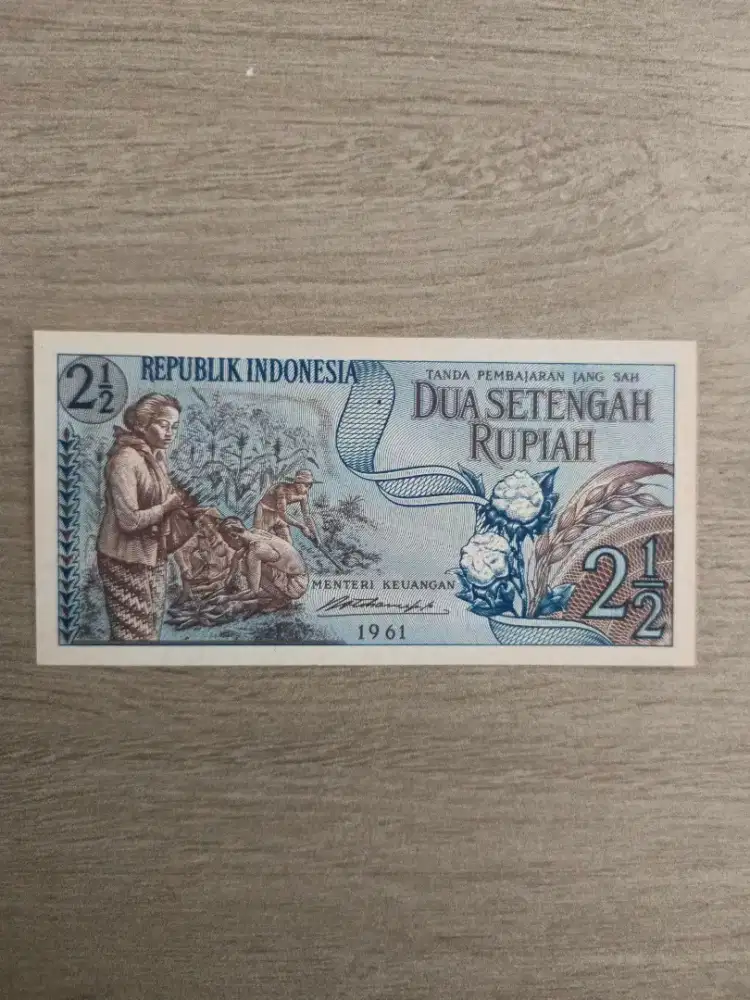 2½
REPUBLIK INDONESIA
TANDA PEMBAJARAN JANG SAH
DUA SETENGAH
RUPIAH
MENTERI KEUANGAN
1961
2½